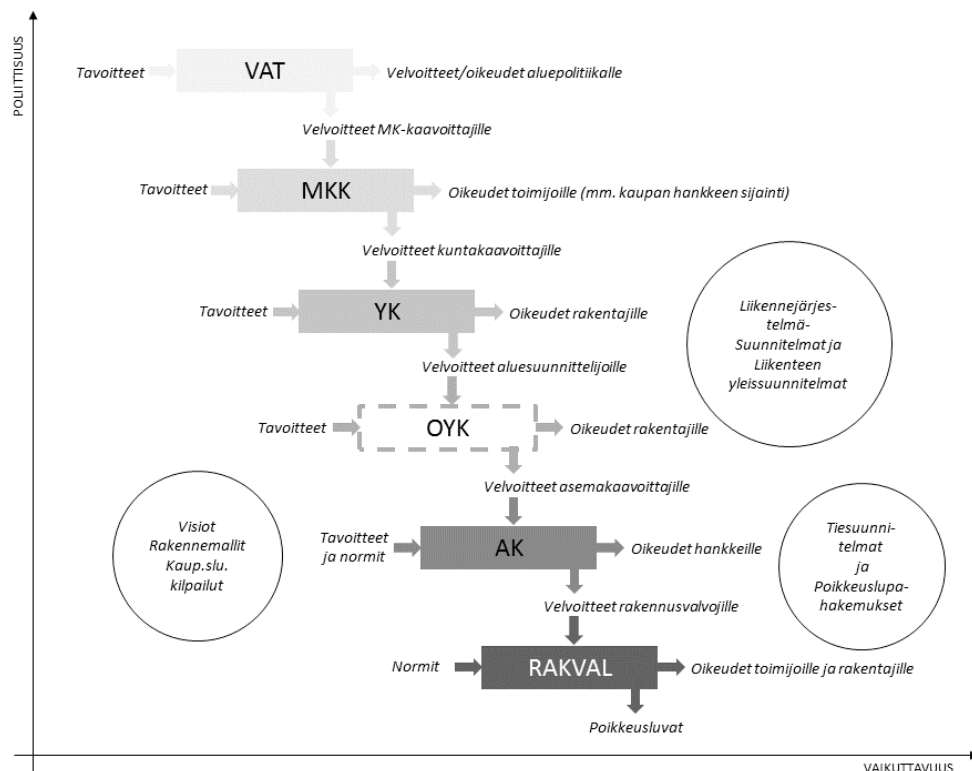 POLIITTISUUS
Tavoitteet
VAT
Velvoitteet/oikeudet aluepolitiikalle
Velvoitteet MK-kaavoittajille
Tavoitteet
MKK
Oikeudet toimijoille (mm. kaupan hankkeen sijainti)
Velvoitteet kuntakaavoittajille
Tavoitteet
YK
Oikeudet rakentajille
Liikennejärjes-
telmä-
Suunnitelmat ja
Liikenteen
yleissuunnitelmat
Velvoitteet aluesuunnittelijoille
Tavoitteet
OYK
Oikeudet rakentajille
Velvoitteet asemakaavoittajille
Visiot
Rakennemallit
Kaup.slu.
kilpailut
Tavoitteet
ja normit
AK
Oikeudet hankkeille
Tiesuunni-
telmat
ja
Poikkeuslupa-
hakemukset
Velvoitteet rakennusvalvojille
Normit
RAKVAL
Oikeudet toimijoille ja rakentajille
Poikkeusluvat
VAIKUTTAVUUS